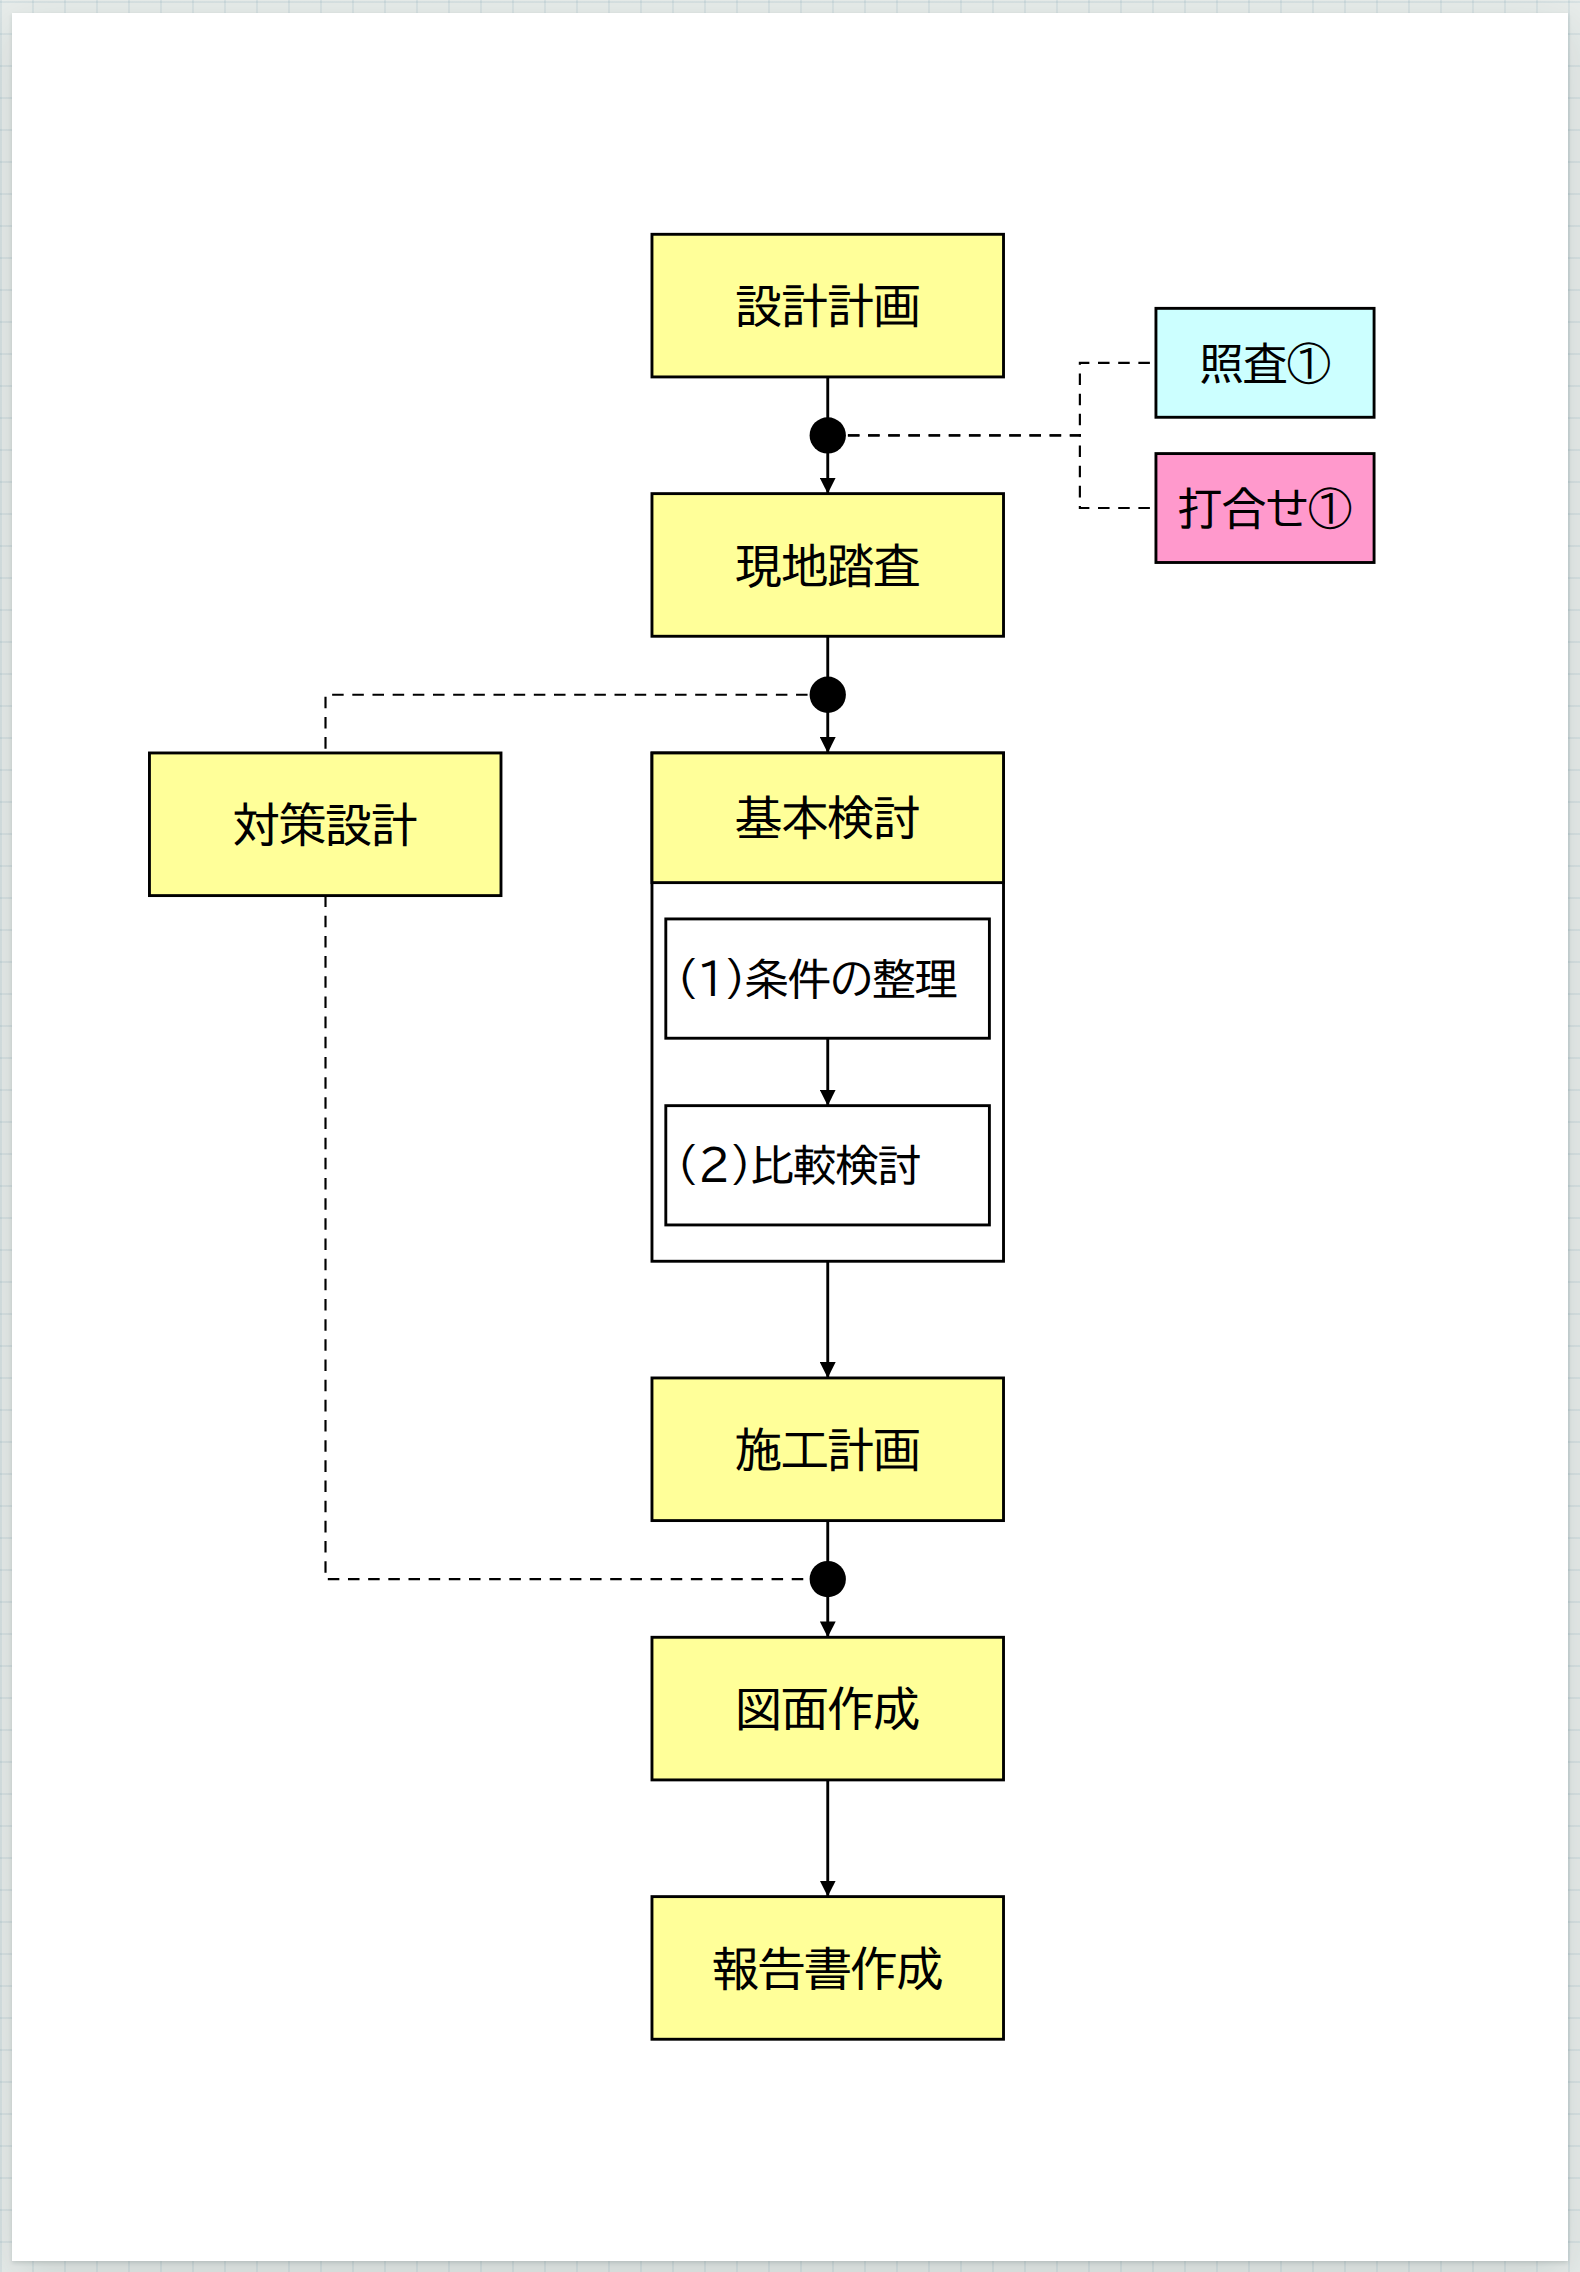 設計計画
照査①
打合せ①
現地踏査
対策設計
基本検討
(1)条件の整理
(2)比較検討
施工計画
図面作成
報告書作成